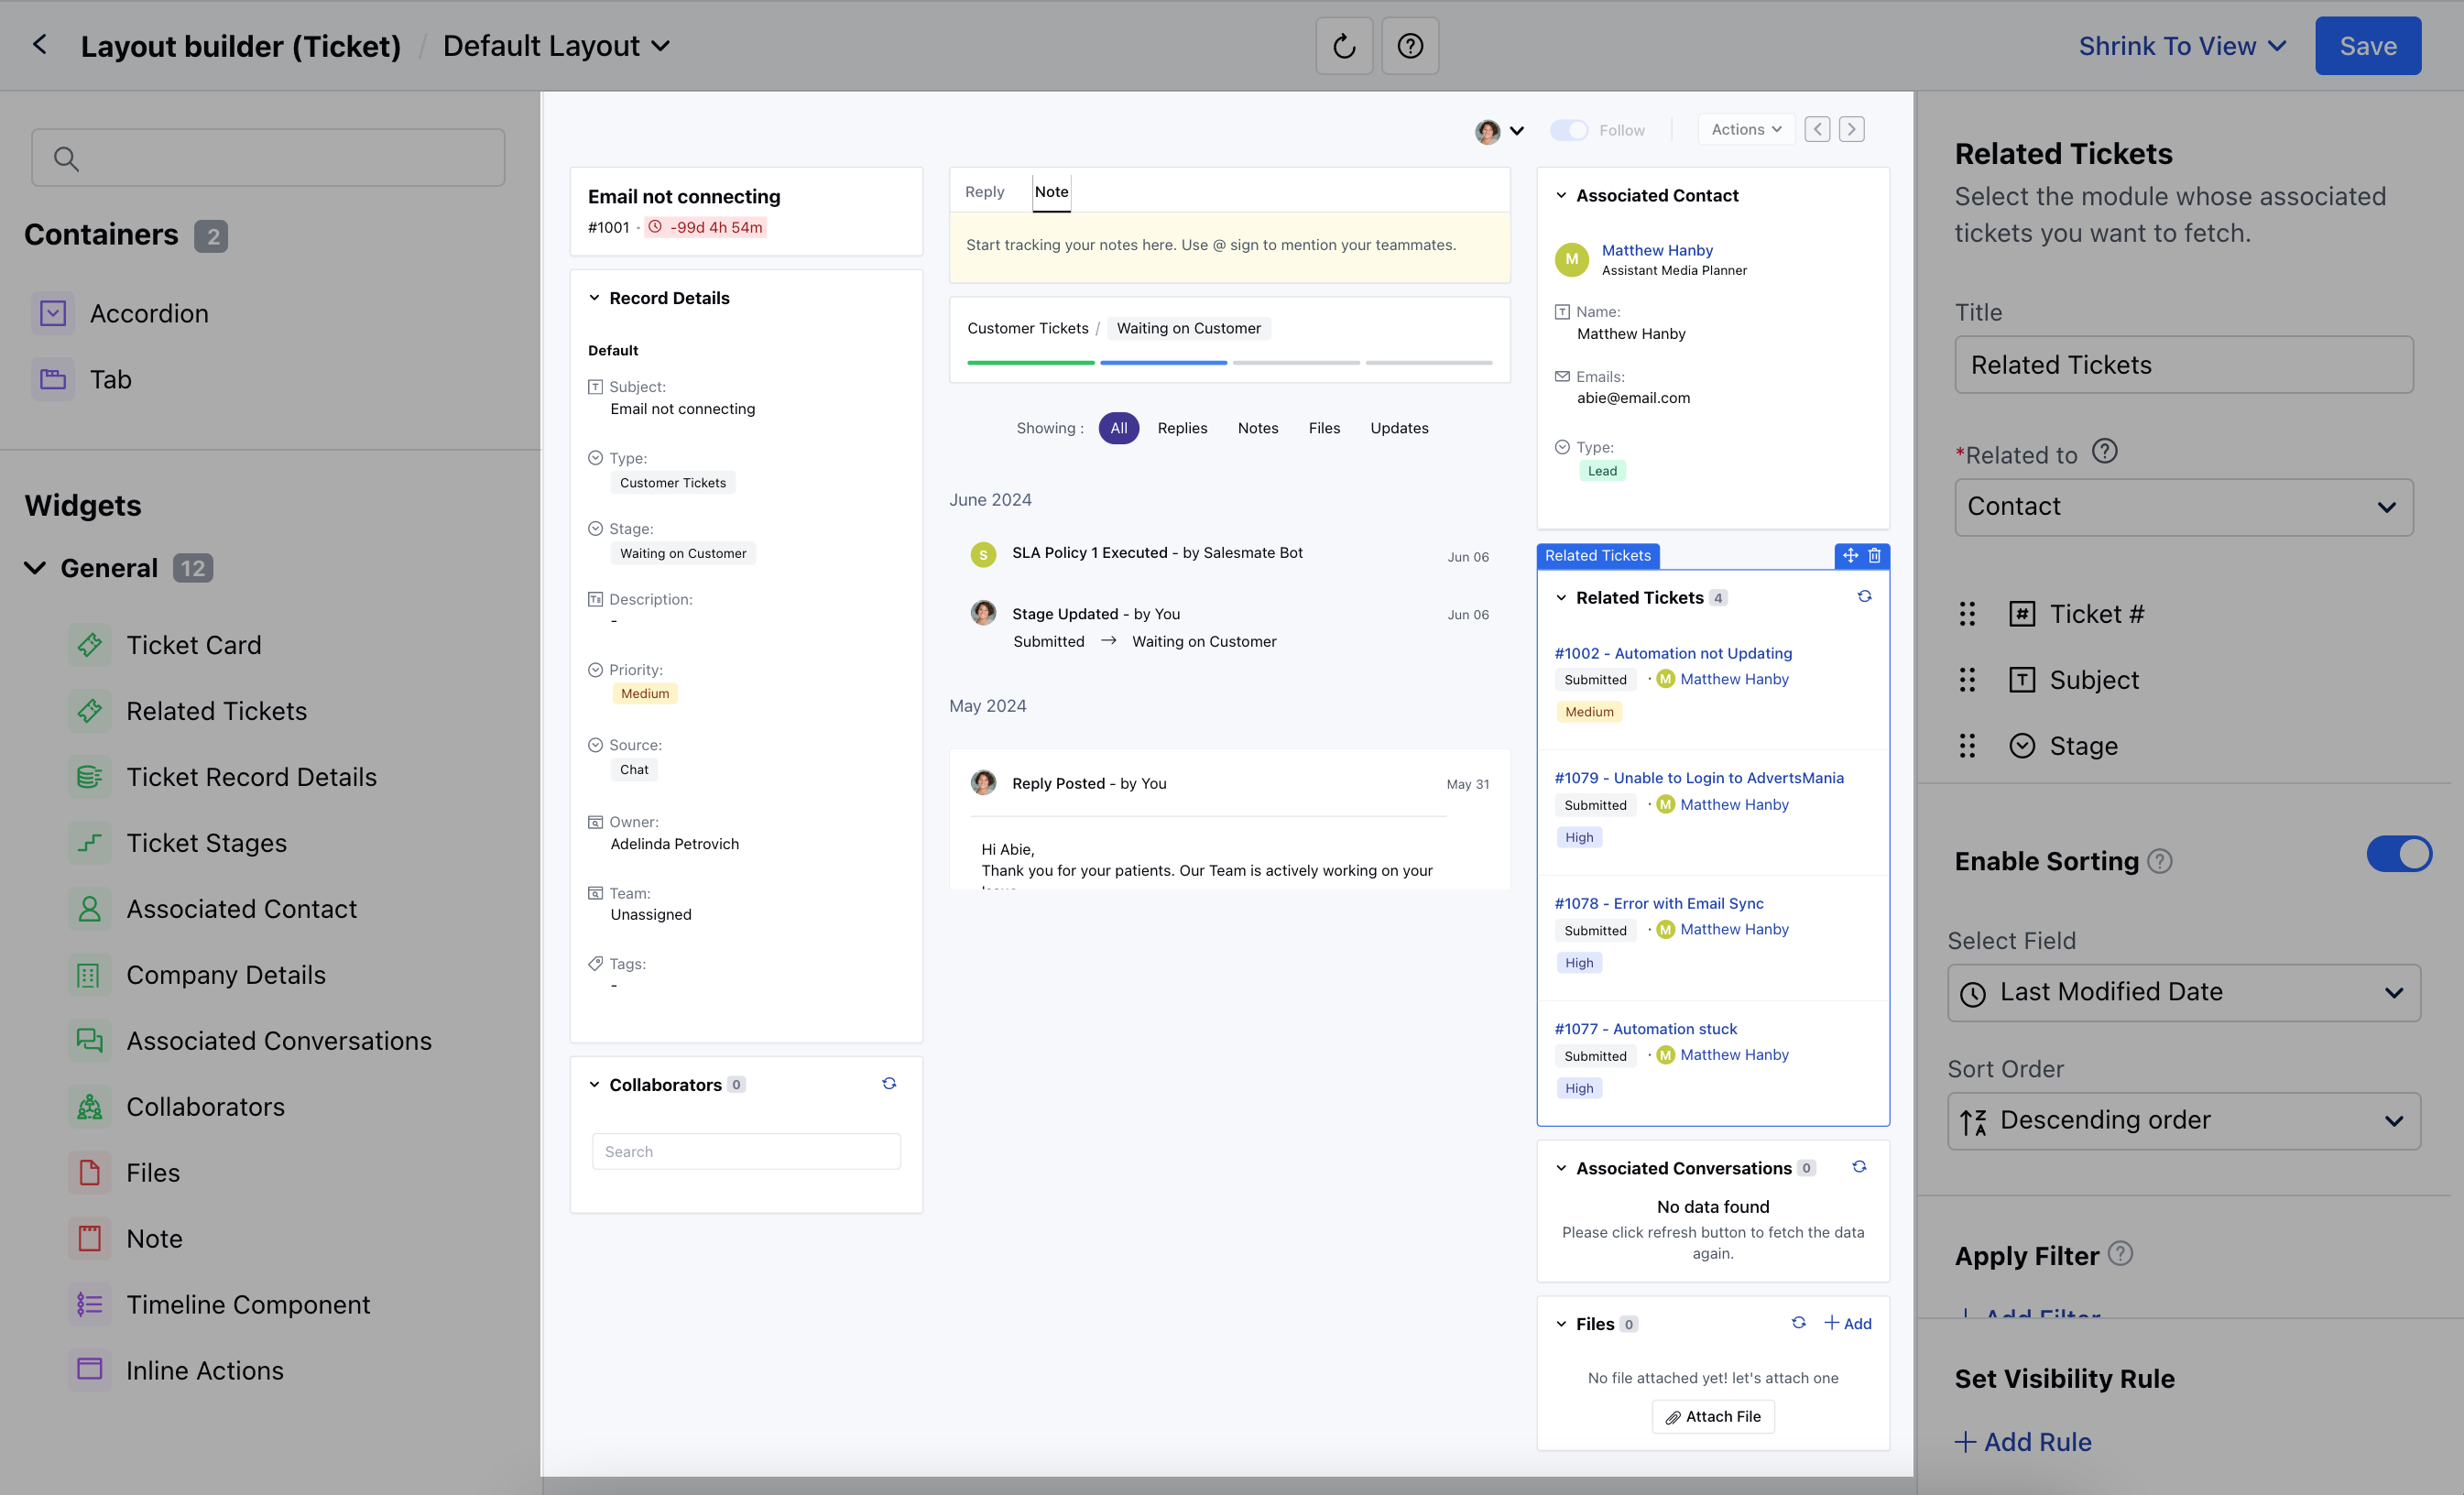 Layout builder (Ticket) / Default Layout
Shrink To View
Save
Containers 2
Accordion
Tab
Widgets
General 12
Ticket Card
Related Tickets
Ticket Record Details
Ticket Stages
Associated Contact
Company Details
Associated Conversations
Collaborators
Files
Note
Timeline Component
Inline Actions
Follow
Actions
Email not connecting
#1001 · -99d 4h 54m
Record Details
Default
Subject:
Email not connecting
Type:
Customer Tickets
Stage:
Waiting on Customer
Description:
-
Priority:
Medium
Source:
Chat
Owner:
Adelinda Petrovich
Team:
Unassigned
Tags:
-
Collaborators 0
Search
Reply Note
Start tracking your notes here. Use @ sign to mention your teammates.
Customer Tickets / Waiting on Customer
Showing : All Replies Notes Files Updates
June 2024
S SLA Policy 1 Executed - by Salesmate Bot Jun 06
Stage Updated - by You Jun 06
Submitted → Waiting on Customer
May 2024
Reply Posted - by You May 31
Hi Abie,
Thank you for your patients. Our Team is actively working on your
Associated Contact
M Matthew Hanby
Assistant Media Planner
Name:
Matthew Hanby
Emails:
abie@email.com
Type:
Lead
Related Tickets
Related Tickets 4
#1002 - Automation not Updating
Submitted · M Matthew Hanby
Medium
#1079 - Unable to Login to AdvertsMania
Submitted · M Matthew Hanby
High
#1078 - Error with Email Sync
Submitted · M Matthew Hanby
High
#1077 - Automation stuck
Submitted · M Matthew Hanby
High
Associated Conversations 0
No data found
Please click refresh button to fetch the data
again.
Files 0 + Add
No file attached yet! let's attach one
Attach File
Related Tickets
Select the module whose associated
tickets you want to fetch.
Title
Related Tickets
*Related to
Contact
Ticket #
Subject
Stage
Enable Sorting
Select Field
Last Modified Date
Sort Order
Descending order
Apply Filter
+ Add Filter
Set Visibility Rule
+ Add Rule